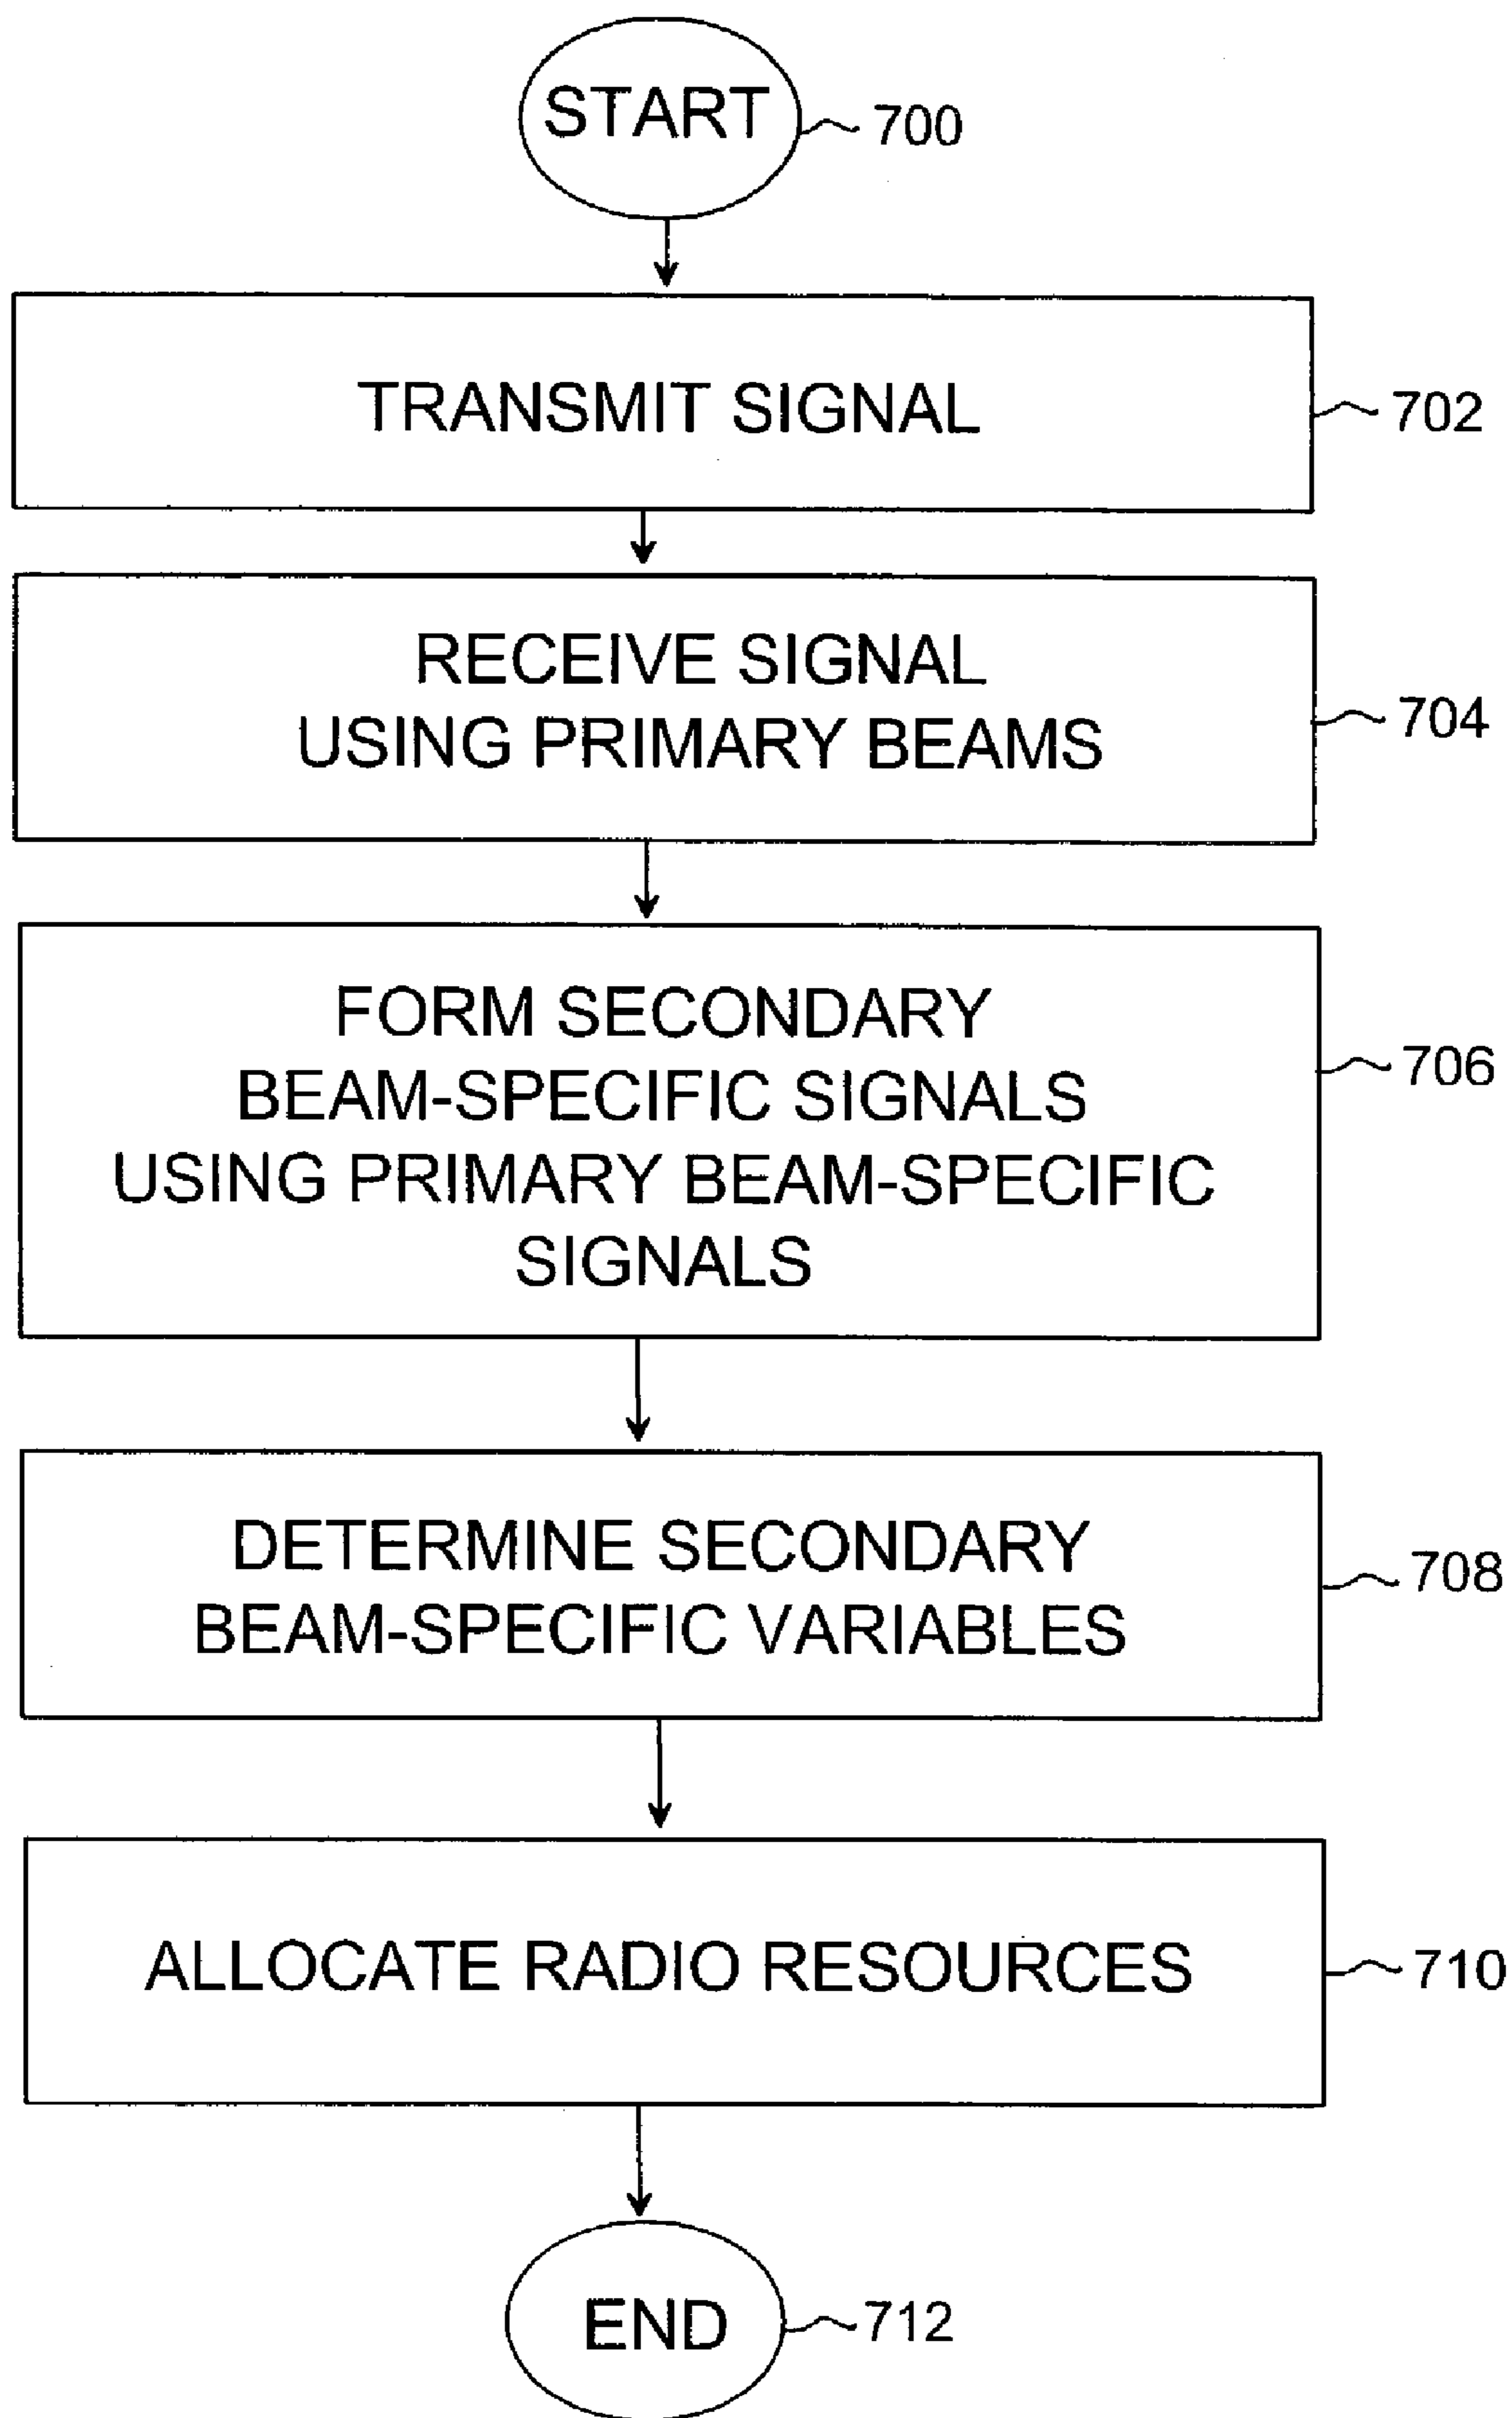 START
700
TRANSMIT SIGNAL
702
RECEIVE SIGNAL
USING PRIMARY BEAMS
704
FORM SECONDARY
BEAM-SPECIFIC SIGNALS
USING PRIMARY BEAM-SPECIFIC
SIGNALS
706
DETERMINE SECONDARY
BEAM-SPECIFIC VARIABLES
708
ALLOCATE RADIO RESOURCES
710
END
712